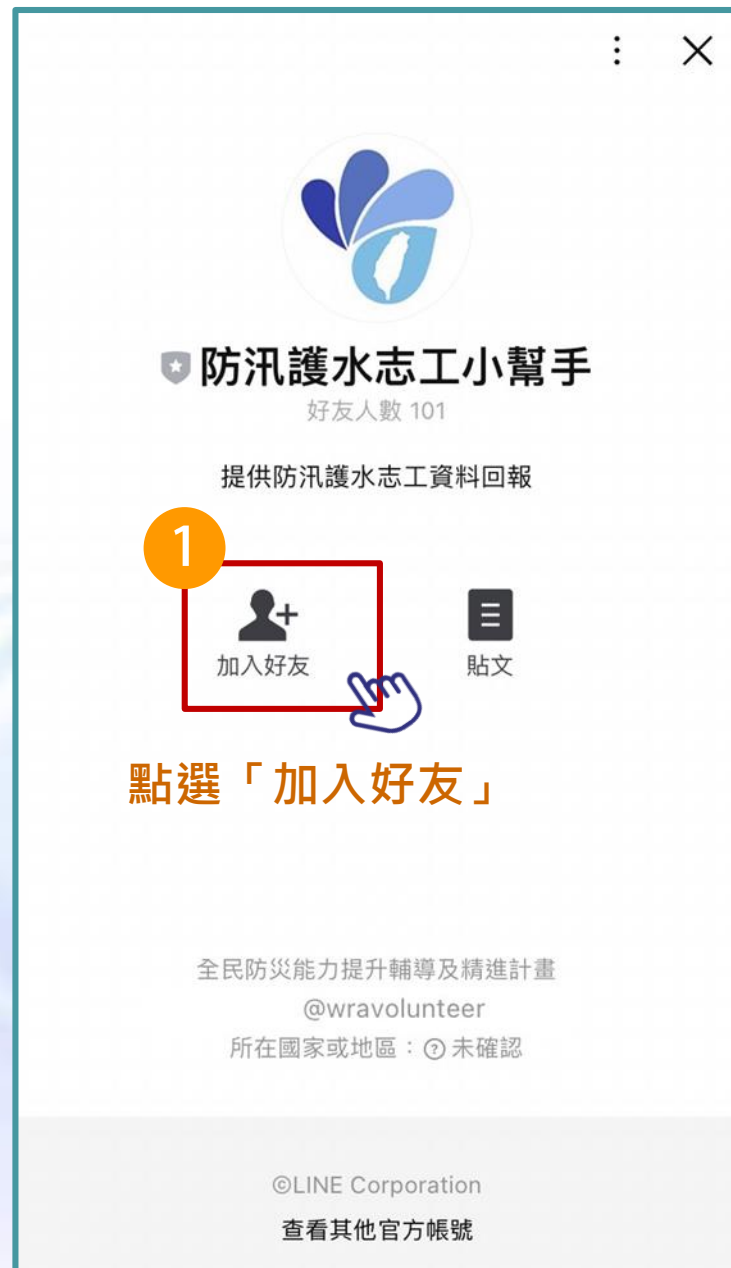 防汛護水志工小幫手
好友人數 101
提供防汛護水志工資料回報
1
加入好友
貼文
點選「加入好友」
全民防災能力提升輔導及精進計畫
@wravolunteer
所在國家或地區：? 未確認
©LINE Corporation
查看其他官方帳號